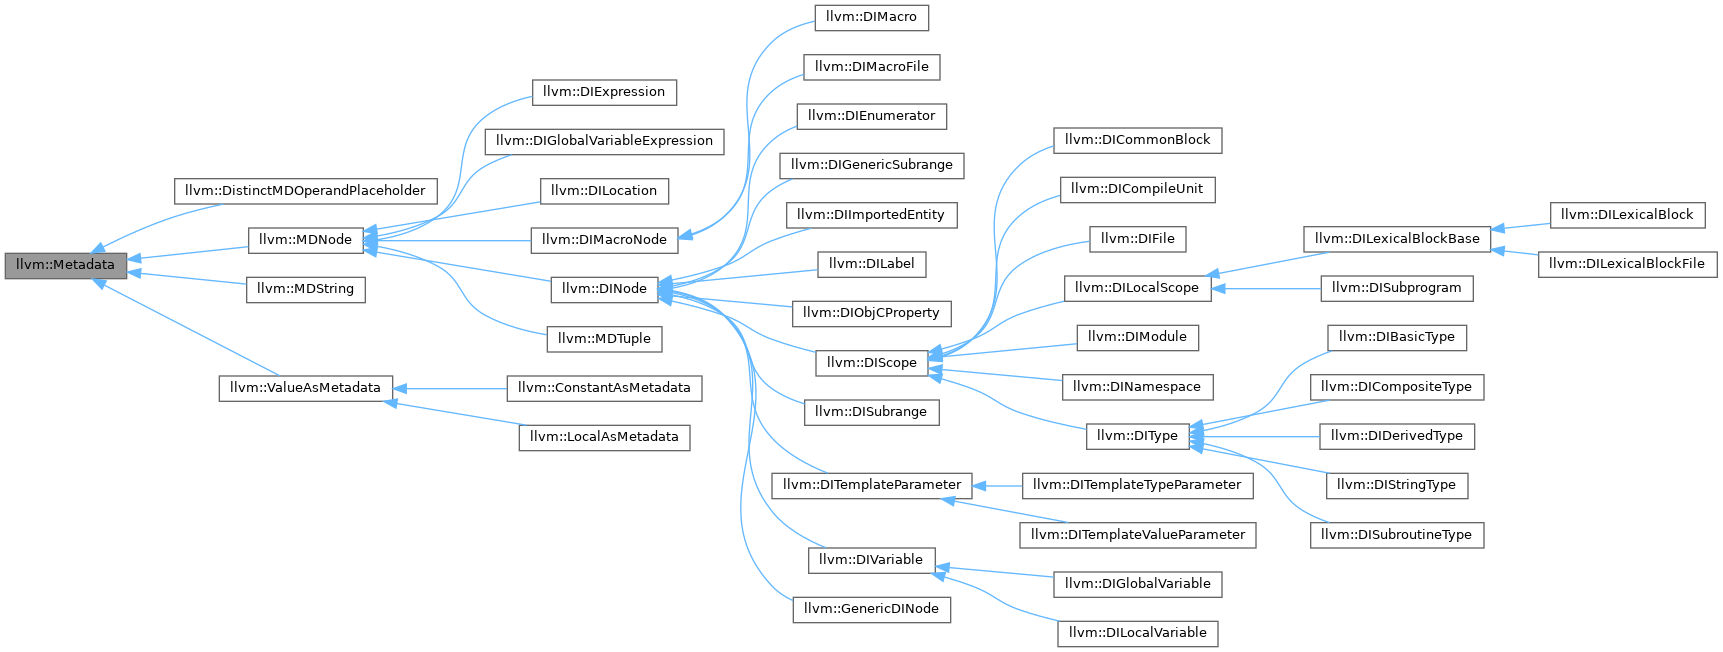 llvm::Metadata
llvm::DistinctMDOperandPlaceholder
llvm::MDNode
llvm::MDString
llvm::ValueAsMetadata
llvm::DIExpression
llvm::DIGlobalVariableExpression
llvm::DILocation
llvm::DIMacroNode
llvm::DINode
llvm::MDTuple
llvm::ConstantAsMetadata
llvm::LocalAsMetadata
llvm::DIMacro
llvm::DIMacroFile
llvm::DIEnumerator
llvm::DIGenericSubrange
llvm::DIImportedEntity
llvm::DILabel
llvm::DIObjCProperty
llvm::DIScope
llvm::DISubrange
llvm::DITemplateParameter
llvm::DIVariable
llvm::GenericDINode
llvm::DICommonBlock
llvm::DICompileUnit
llvm::DIFile
llvm::DILocalScope
llvm::DIModule
llvm::DINamespace
llvm::DIType
llvm::DITemplateTypeParameter
llvm::DITemplateValueParameter
llvm::DIGlobalVariable
llvm::DILocalVariable
llvm::DILexicalBlockBase
llvm::DISubprogram
llvm::DIBasicType
llvm::DICompositeType
llvm::DIDerivedType
llvm::DIStringType
llvm::DISubroutineType
llvm::DILexicalBlock
llvm::DILexicalBlockFile